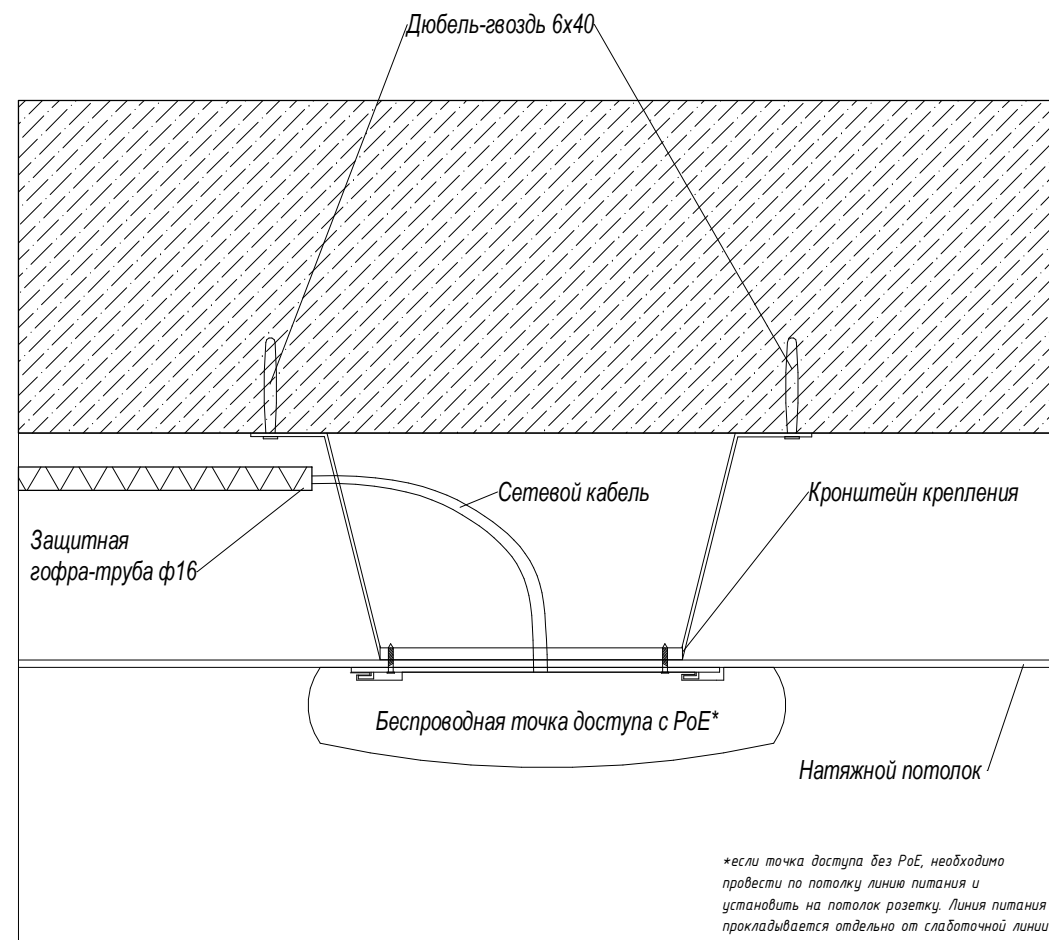 Дюбель-гвоздь 6х40
Сетевой кабель
Кронштейн крепления
Защитная
гофра-труба ф16
Беспроводная точка доступа с PoE*
Натяжной потолок
*если точка доступа без PoE, необходимо
провести по потолку линию питания и
установить на потолок розетку. Линия питания
прокладывается отдельно от слаботочной линии